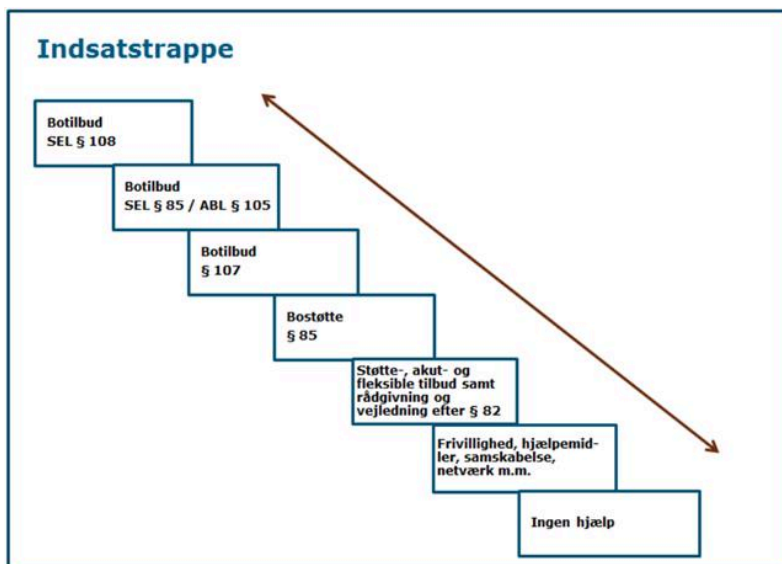 Indsatstrappe
Botilbud
SEL § 108
Botilbud
SEL § 85 / ABL § 105
Botilbud
§ 107
Bostøtte
§ 85
Støtte-, akut- og
fleksible tilbud samt
rådgivning og
vejledning efter § 82
Frivillighed, hjælpemid-
ler, samskabelse,
netværk m.m.
Ingen hjælp